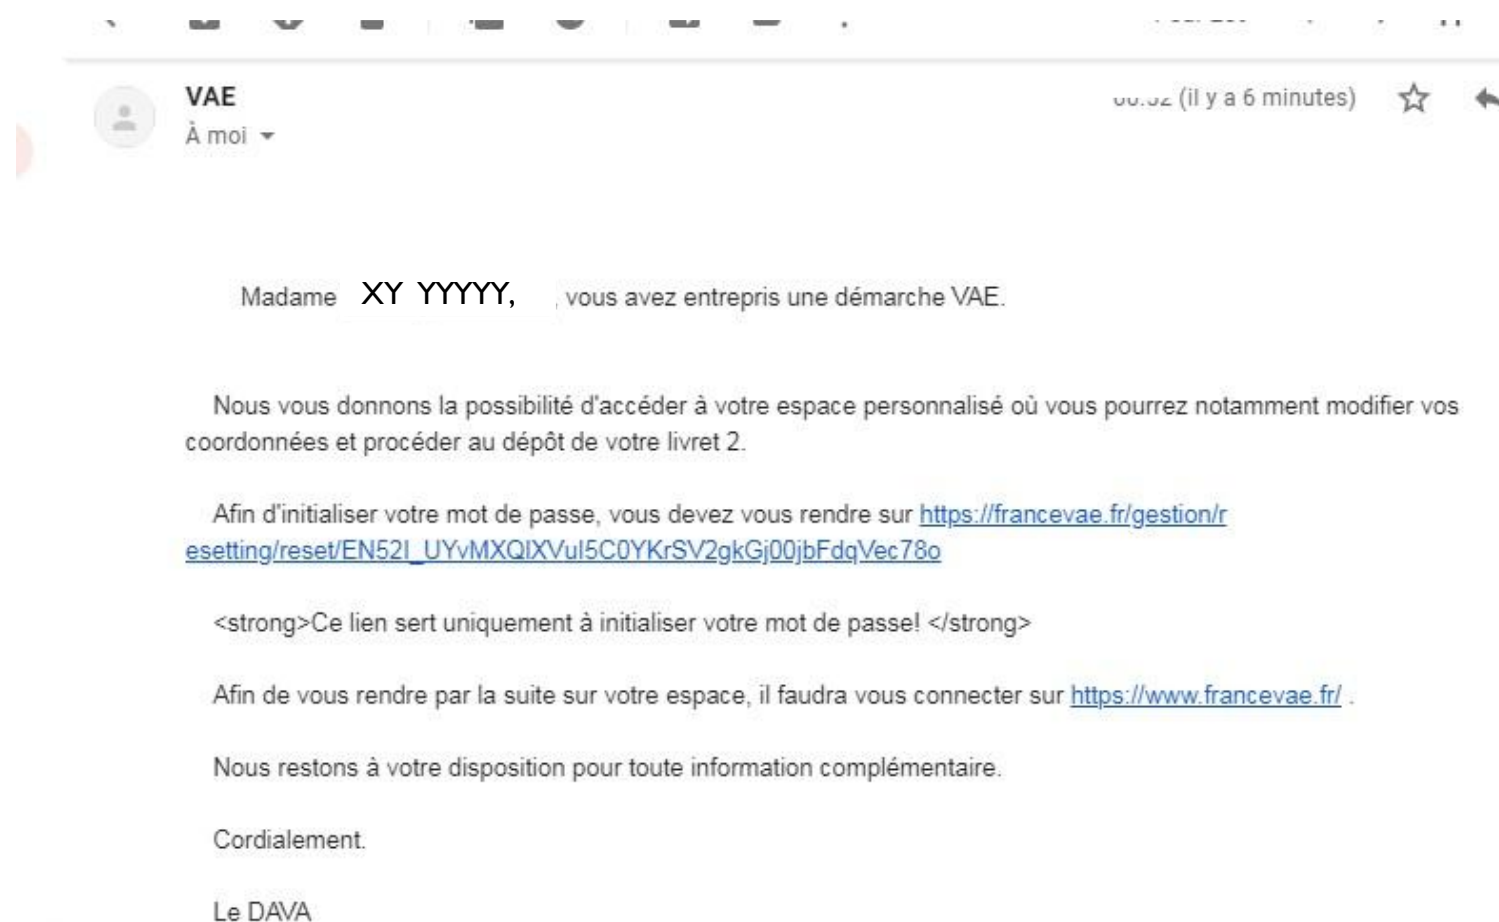 VAE
(il y a 6 minutes)
À moi
Madame XY YYYYY, , vous avez entrepris une démarche VAE.
Nous vous donnons la possibilité d'accéder à votre espace personnalisé où vous pourrez notamment modifier vos
coordonnées et procéder au dépôt de votre livret 2.
Afin d'initialiser votre mot de passe, vous devez vous rendre sur https://francevae.fr/gestion/r
esetting/reset/EN52I_UYvMXQIXVuI5C0YKrSV2gkGj00jbFdqVec78o
<strong>Ce lien sert uniquement à initialiser votre mot de passe! </strong>
Afin de vous rendre par la suite sur votre espace, il faudra vous connecter sur https://www.francevae.fr/ .
Nous restons à votre disposition pour toute information complémentaire.
Cordialement.
Le DAVA